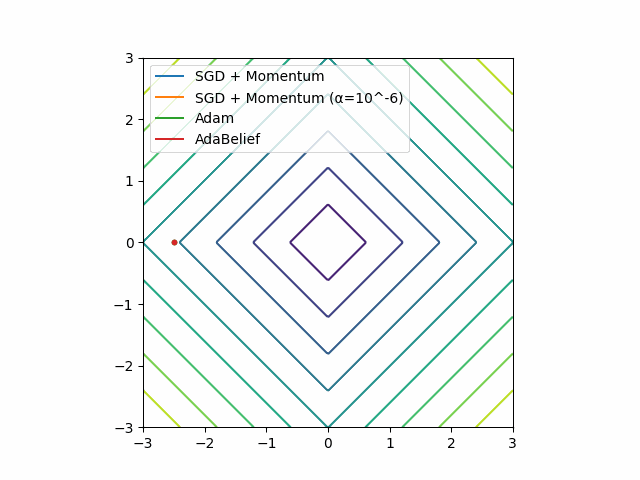 SGD + Momentum
SGD + Momentum (α=10^-6)
Adam
AdaBelief
3
2
1
0
−1
−2
−3
−3 −2 −1 0 1 2 3